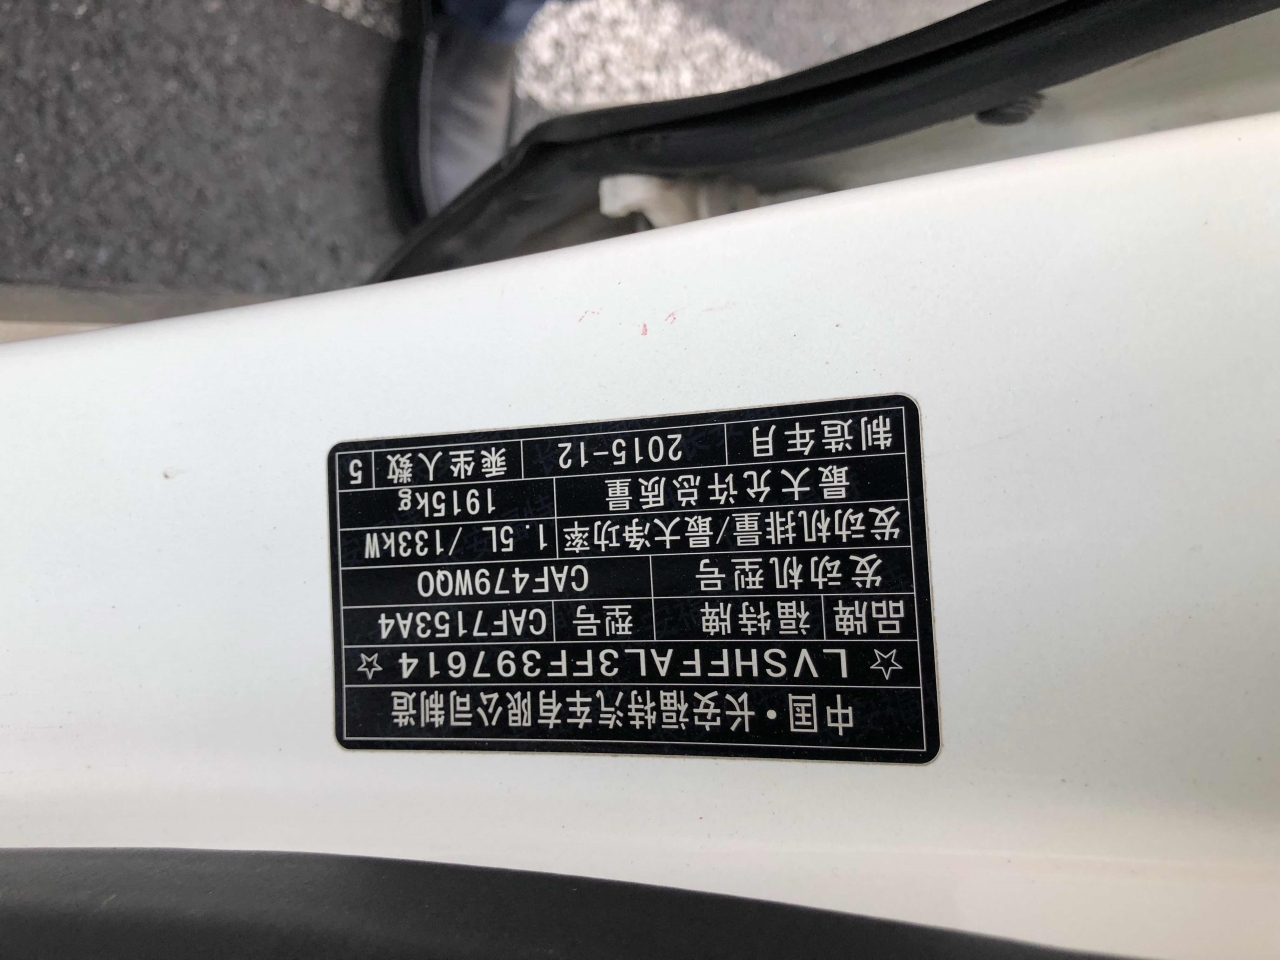 中国·长安福特汽车有限公司制造
☆ LVSHFFAL3FF397614 ☆
品牌 福特牌 型号 CAF7153A4
发动机型号 CAF479WQ0
发动机排量/最大净功率 1.5L /133kW
最大允许总质量 1915kg
制造年月 2015-12 乘坐人数 5